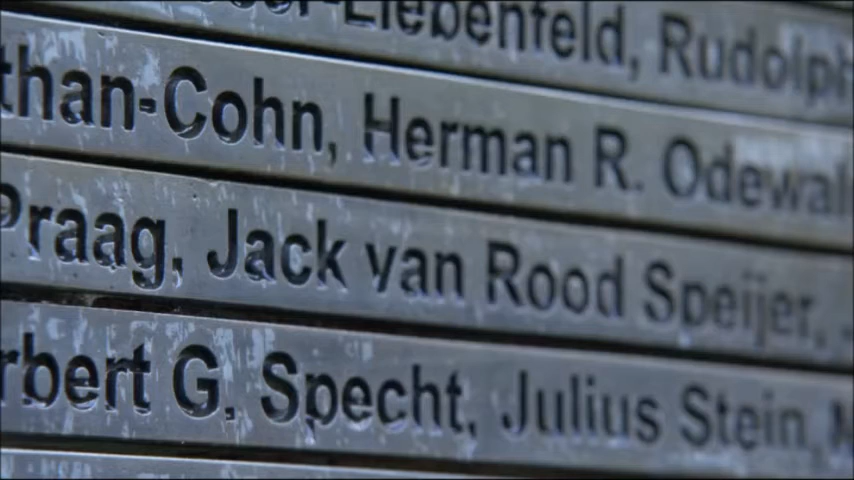 Liebenfeld, Rudolph
than-Cohn, Herman R. Odewal
Praag, Jack van Rood Speijer,
rbert G. Specht, Julius Stein,